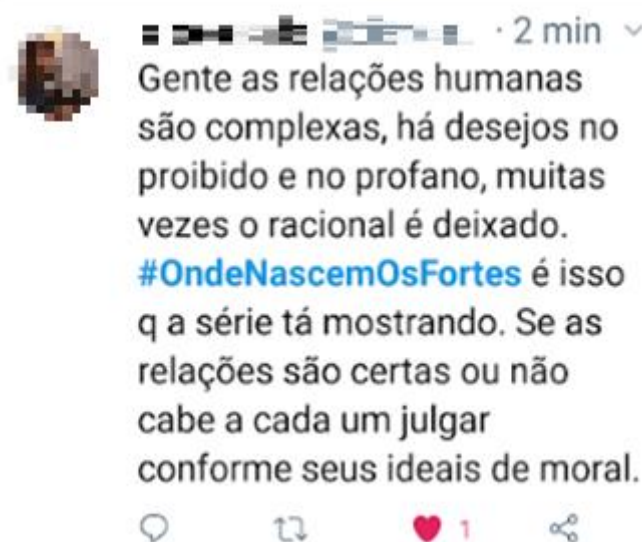 · 2 min
Gente as relações humanas
são complexas, há desejos no
proibido e no profano, muitas
vezes o racional é deixado.
#OndeNascemOsFortes é isso
q a série tá mostrando. Se as
relações são certas ou não
cabe a cada um julgar
conforme seus ideais de moral.
1